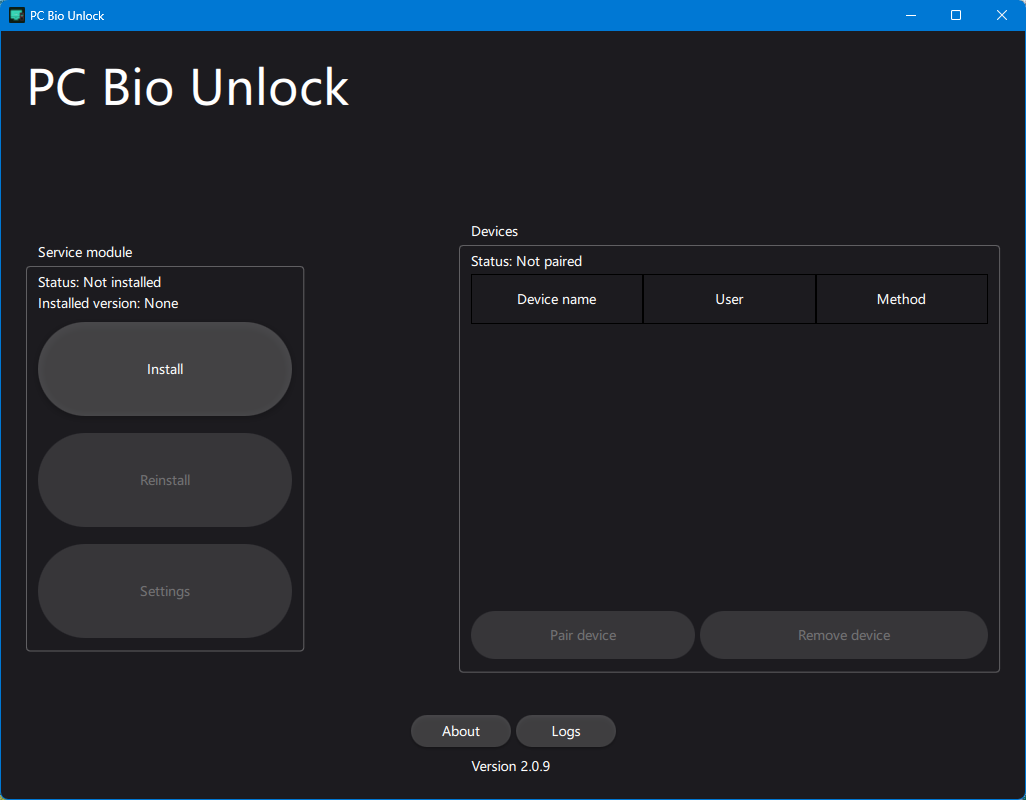 PC Bio Unlock
PC Bio Unlock
Service module
Status: Not installed
Installed version: None
Install
Reinstall
Settings
Devices
Status: Not paired
Device name User Method
Pair device Remove device
About Logs
Version 2.0.9